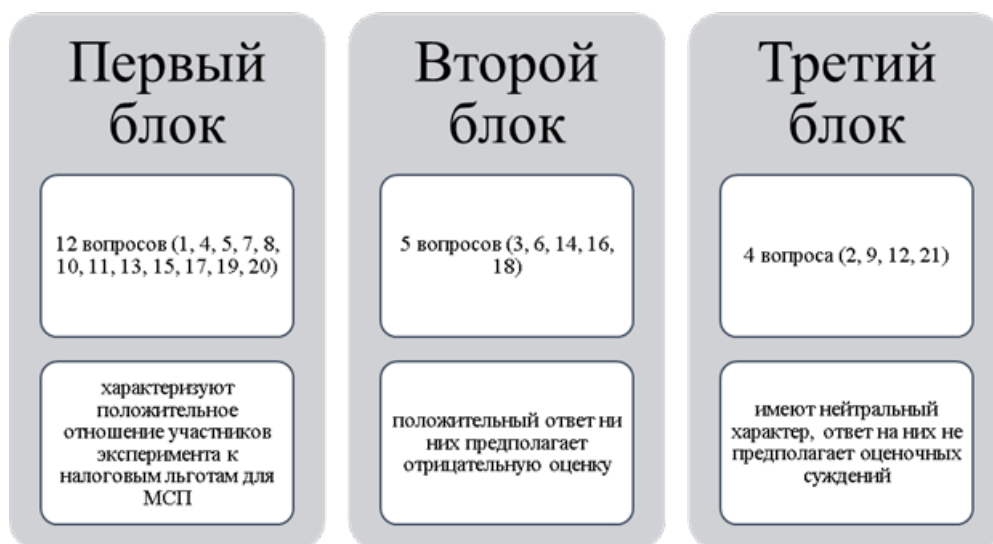 Первый
блок
12 вопросов (1, 4, 5, 7, 8,
10, 11, 13, 15, 17, 19, 20)
характеризуют
положительное
отношение участников
эксперимента к
налоговым льготам для
МСП
Второй
блок
5 вопросов (3, 6, 14, 16,
18)
положительный ответ ни
них предполагает
отрицательную оценку
Третий
блок
4 вопроса (2, 9, 12, 21)
имеют нейтральный
характер, ответ на них не
предполагает оценочных
суждений